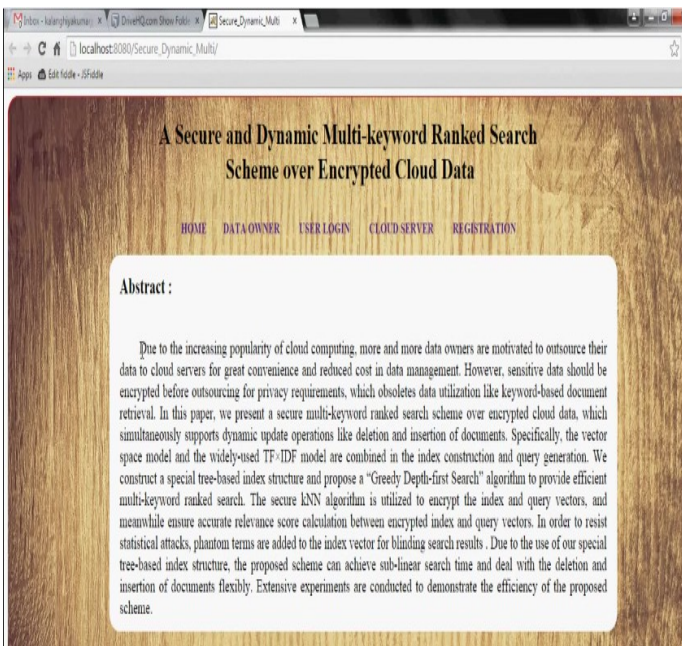 Inbox - kalanghiyakumar@
DriveHQ.com Show Folde
Secure_Dynamic_Multi
localhost:8080/Secure_Dynamic_Multi/
Apps Edit fiddle - JSFiddle
A Secure and Dynamic Multi-keyword Ranked Search
Scheme over Encrypted Cloud Data
HOME DATA OWNER USER LOGIN CLOUD SERVER REGISTRATION
Abstract :
Due to the increasing popularity of cloud computing, more and more data owners are motivated to outsource their
data to cloud servers for great convenience and reduced cost in data management. However, sensitive data should be
encrypted before outsourcing for privacy requirements, which obsoletes data utilization like keyword-based document
retrieval. In this paper, we present a secure multi-keyword ranked search scheme over encrypted cloud data, which
simultaneously supports dynamic update operations like deletion and insertion of documents. Specifically, the vector
space model and the widely-used TF×IDF model are combined in the index construction and query generation. We
construct a special tree-based index structure and propose a “Greedy Depth-first Search” algorithm to provide efficient
multi-keyword ranked search. The secure kNN algorithm is utilized to encrypt the index and query vectors, and
meanwhile ensure accurate relevance score calculation between encrypted index and query vectors. In order to resist
statistical attacks, phantom terms are added to the index vector for blinding search results . Due to the use of our special
tree-based index structure, the proposed scheme can achieve sub-linear search time and deal with the deletion and
insertion of documents flexibly. Extensive experiments are conducted to demonstrate the efficiency of the proposed
scheme.